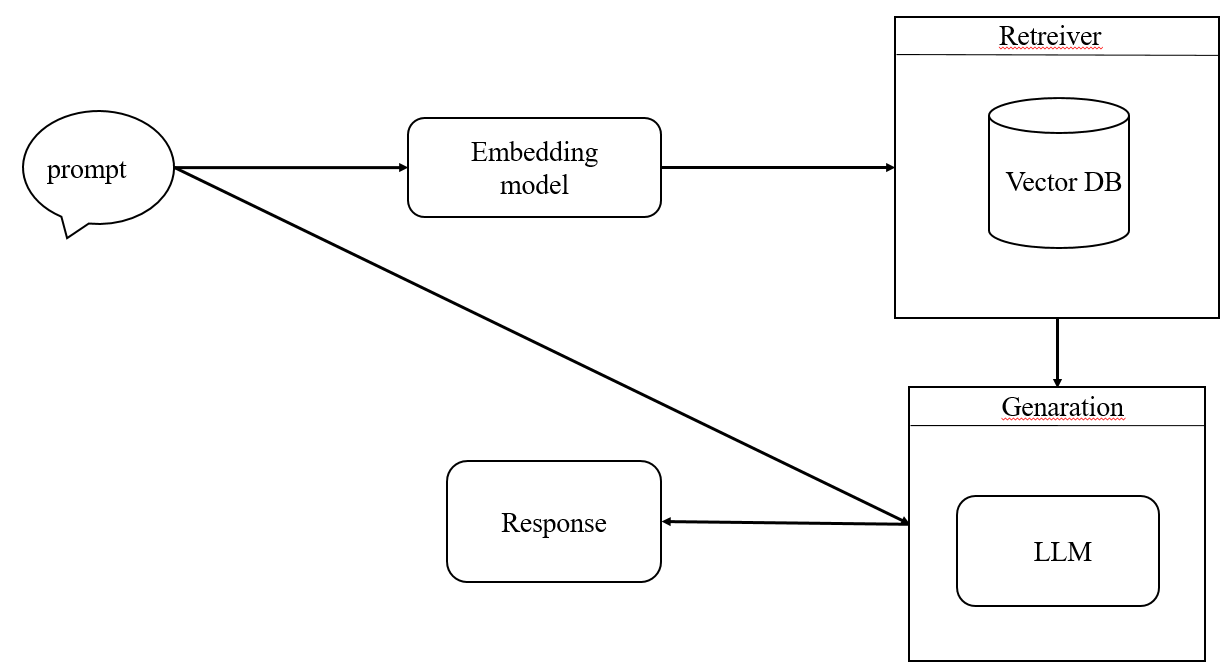 Retreiver
prompt
Embedding
model
Vector DB
Genaration
Response
LLM